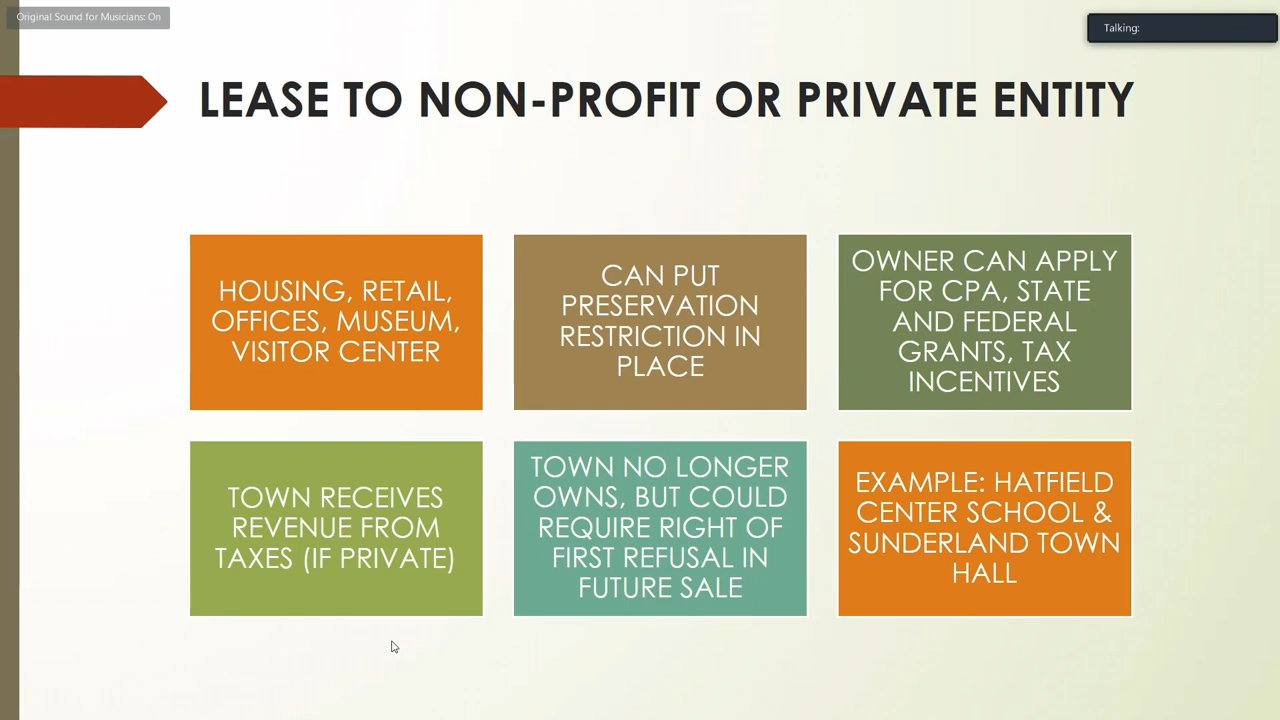 Original Sound for Musicians: On
Talking:
LEASE TO NON-PROFIT OR PRIVATE ENTITY
HOUSING, RETAIL,
OFFICES, MUSEUM,
VISITOR CENTER
CAN PUT
PRESERVATION
RESTRICTION IN
PLACE
OWNER CAN APPLY
FOR CPA, STATE
AND FEDERAL
GRANTS, TAX
INCENTIVES
TOWN RECEIVES
REVENUE FROM
TAXES (IF PRIVATE)
TOWN NO LONGER
OWNS, BUT COULD
REQUIRE RIGHT OF
FIRST REFUSAL IN
FUTURE SALE
EXAMPLE: HATFIELD
CENTER SCHOOL &
SUNDERLAND TOWN
HALL